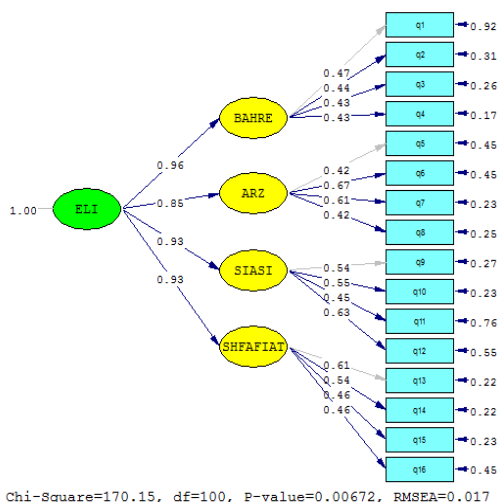 q1
0.92
q2
0.31
q3
0.26
q4
0.17
q5
0.45
q6
0.45
q7
0.23
q8
0.25
q9
0.27
q10
0.23
q11
0.76
q12
0.55
q13
0.22
q14
0.22
q15
0.23
q16
0.45
BAHRE
0.47
0.44
0.43
0.43
ARZ
0.42
0.67
0.61
0.42
SIASI
0.54
0.55
0.45
0.63
SHFAFIAT
0.61
0.54
0.46
0.46
1.00
ELI
0.96
0.85
0.93
0.93
Chi-Square=170.15, df=100, P-value=0.00672, RMSEA=0.017